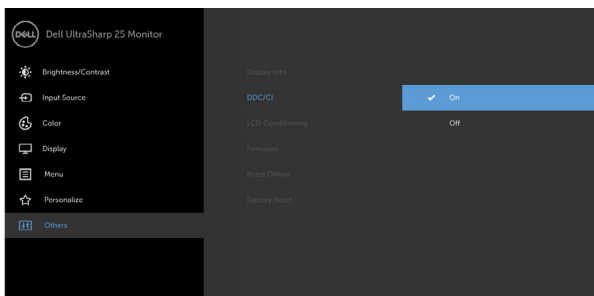 DELL
Dell UltraSharp 25 Monitor
Brightness/Contrast
Input Source
Color
Display
Menu
Personalize
Others
Display Info
DDC/CI
LCD Conditioning
Firmware
Reset Others
Factory Reset
On
Off